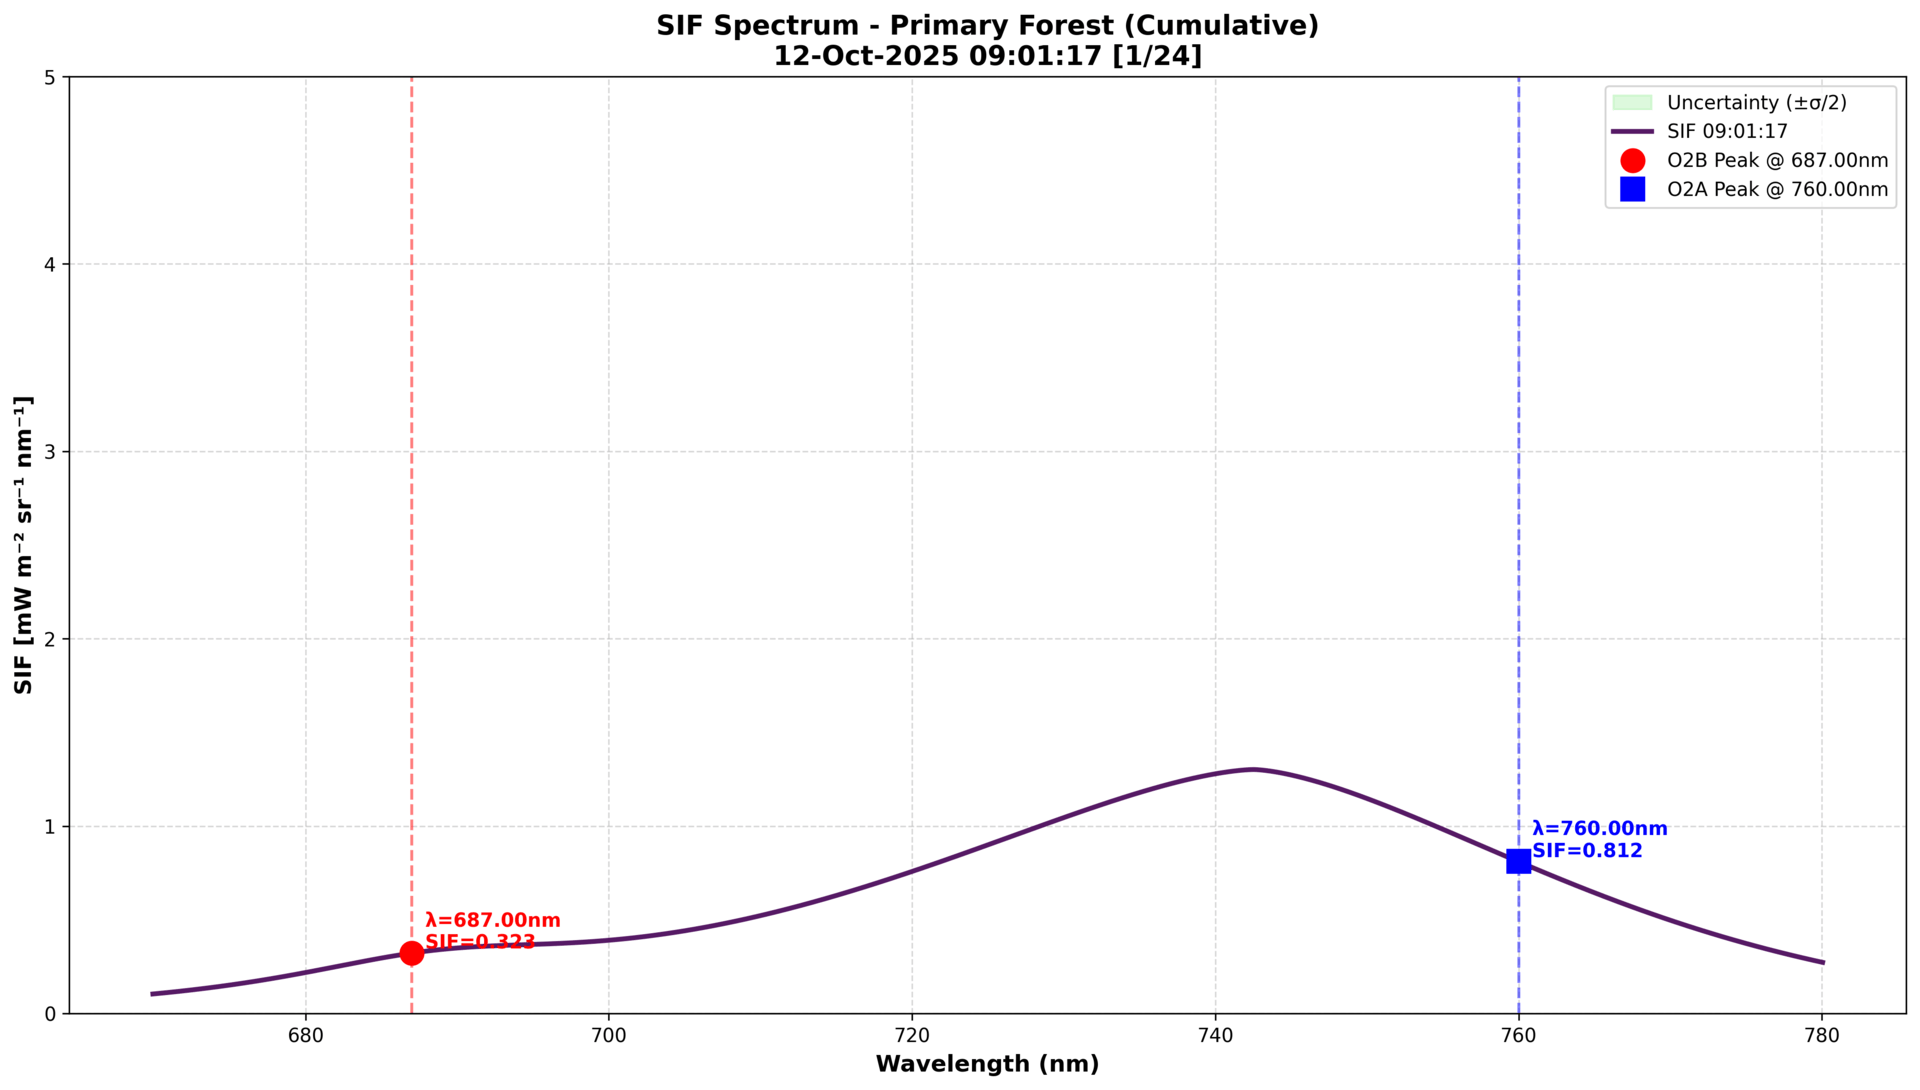 SIF Spectrum - Primary Forest (Cumulative)
12-Oct-2025 09:01:17 [1/24]
SIF [mW m⁻² sr⁻¹ nm⁻¹]
5
4
3
2
1
0
Uncertainty (±σ/2)
SIF 09:01:17
O2B Peak @ 687.00nm
O2A Peak @ 760.00nm
λ=760.00nm
SIF=0.812
λ=687.00nm
SIF=0.323
680
700
720
740
760
780
Wavelength (nm)